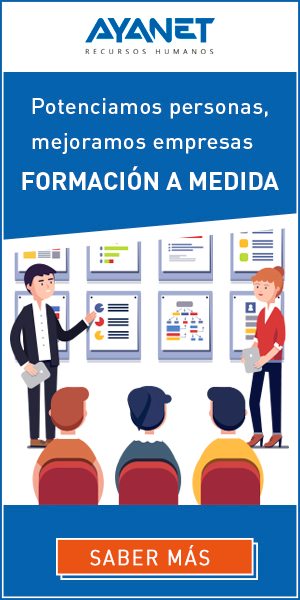 AYANET
RECURSOS HUMANOS
Potenciamos personas,
mejoramos empresas
FORMACIÓN A MEDIDA
SABER MÁS